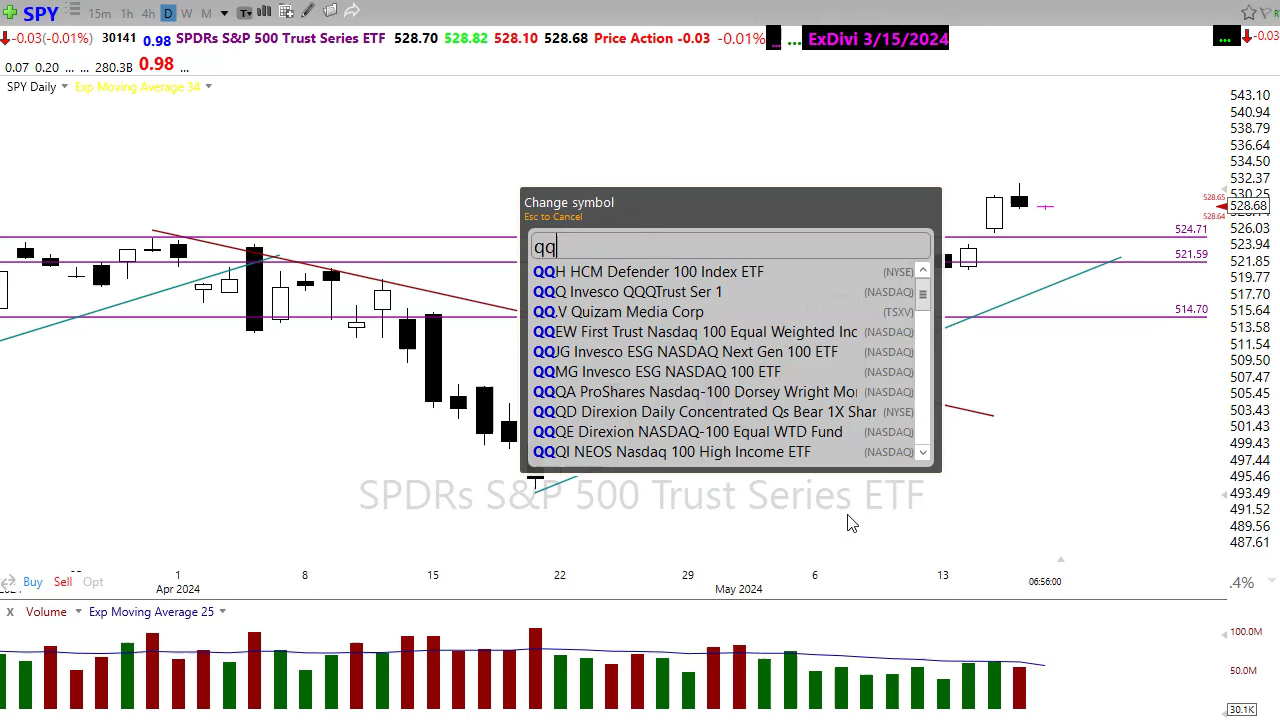 SPY 15m 1h 4h D W M T
-0.03(-0.01%) 30141 0.98 SPDRs S&P 500 Trust Series ETF 528.70 528.82 528.10 528.68 Price Action -0.03 -0.01% ... ... ExDivi 3/15/2024 ... -0.03
0.07 0.20 ... ... 280.3B 0.98 ...
SPY Daily Exp Moving Average 34
543.10
540.94
538.79
536.64
534.50
532.37
530.25
528.65
528.68
528.64
526.03
524.71
523.94
521.59
521.85
519.77
517.70
514.70
515.64
513.58
511.54
509.50
507.47
505.45
503.43
501.43
499.43
497.44
495.46
493.49
491.52
489.56
487.61
Change symbol
Esc to Cancel
qq
QQH HCM Defender 100 Index ETF (NYSE)
QQQ Invesco QQQTrust Ser 1 (NASDAQ)
QQ.V Quizam Media Corp (TSXV)
QQEW First Trust Nasdaq 100 Equal Weighted Inc (NASDAQ)
QQJG Invesco ESG NASDAQ Next Gen 100 ETF (NASDAQ)
QQMG Invesco ESG NASDAQ 100 ETF (NASDAQ)
QQQA ProShares Nasdaq-100 Dorsey Wright Mo (NASDAQ)
QQQD Direxion Daily Concentrated Qs Bear 1X Shar (NYSE)
QQQE Direxion NASDAQ-100 Equal WTD Fund (NASDAQ)
QQQI NEOS Nasdaq 100 High Income ETF (NASDAQ)
SPDRs S&P 500 Trust Series ETF
1 8 15 22 29 6 13
Buy Sell Opt
Apr 2024 May 2024 06:56:00
.4%
X Volume Exp Moving Average 25
100.0M
50.0M
30.1K